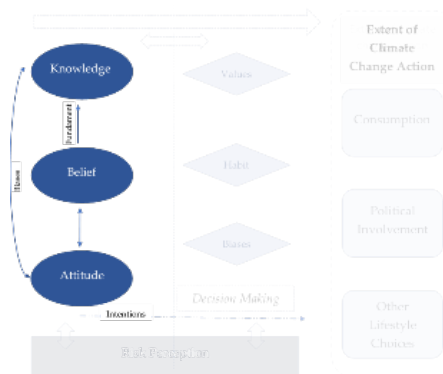 Extent of
Climate
Change Action
Knowledge
Values
Fundament
Consumption
Biases
Belief
Habit
Political
Involvement
Biases
Attitude
Decision Making
Intentions
Other
Lifestyle
Choices
Risk Perception